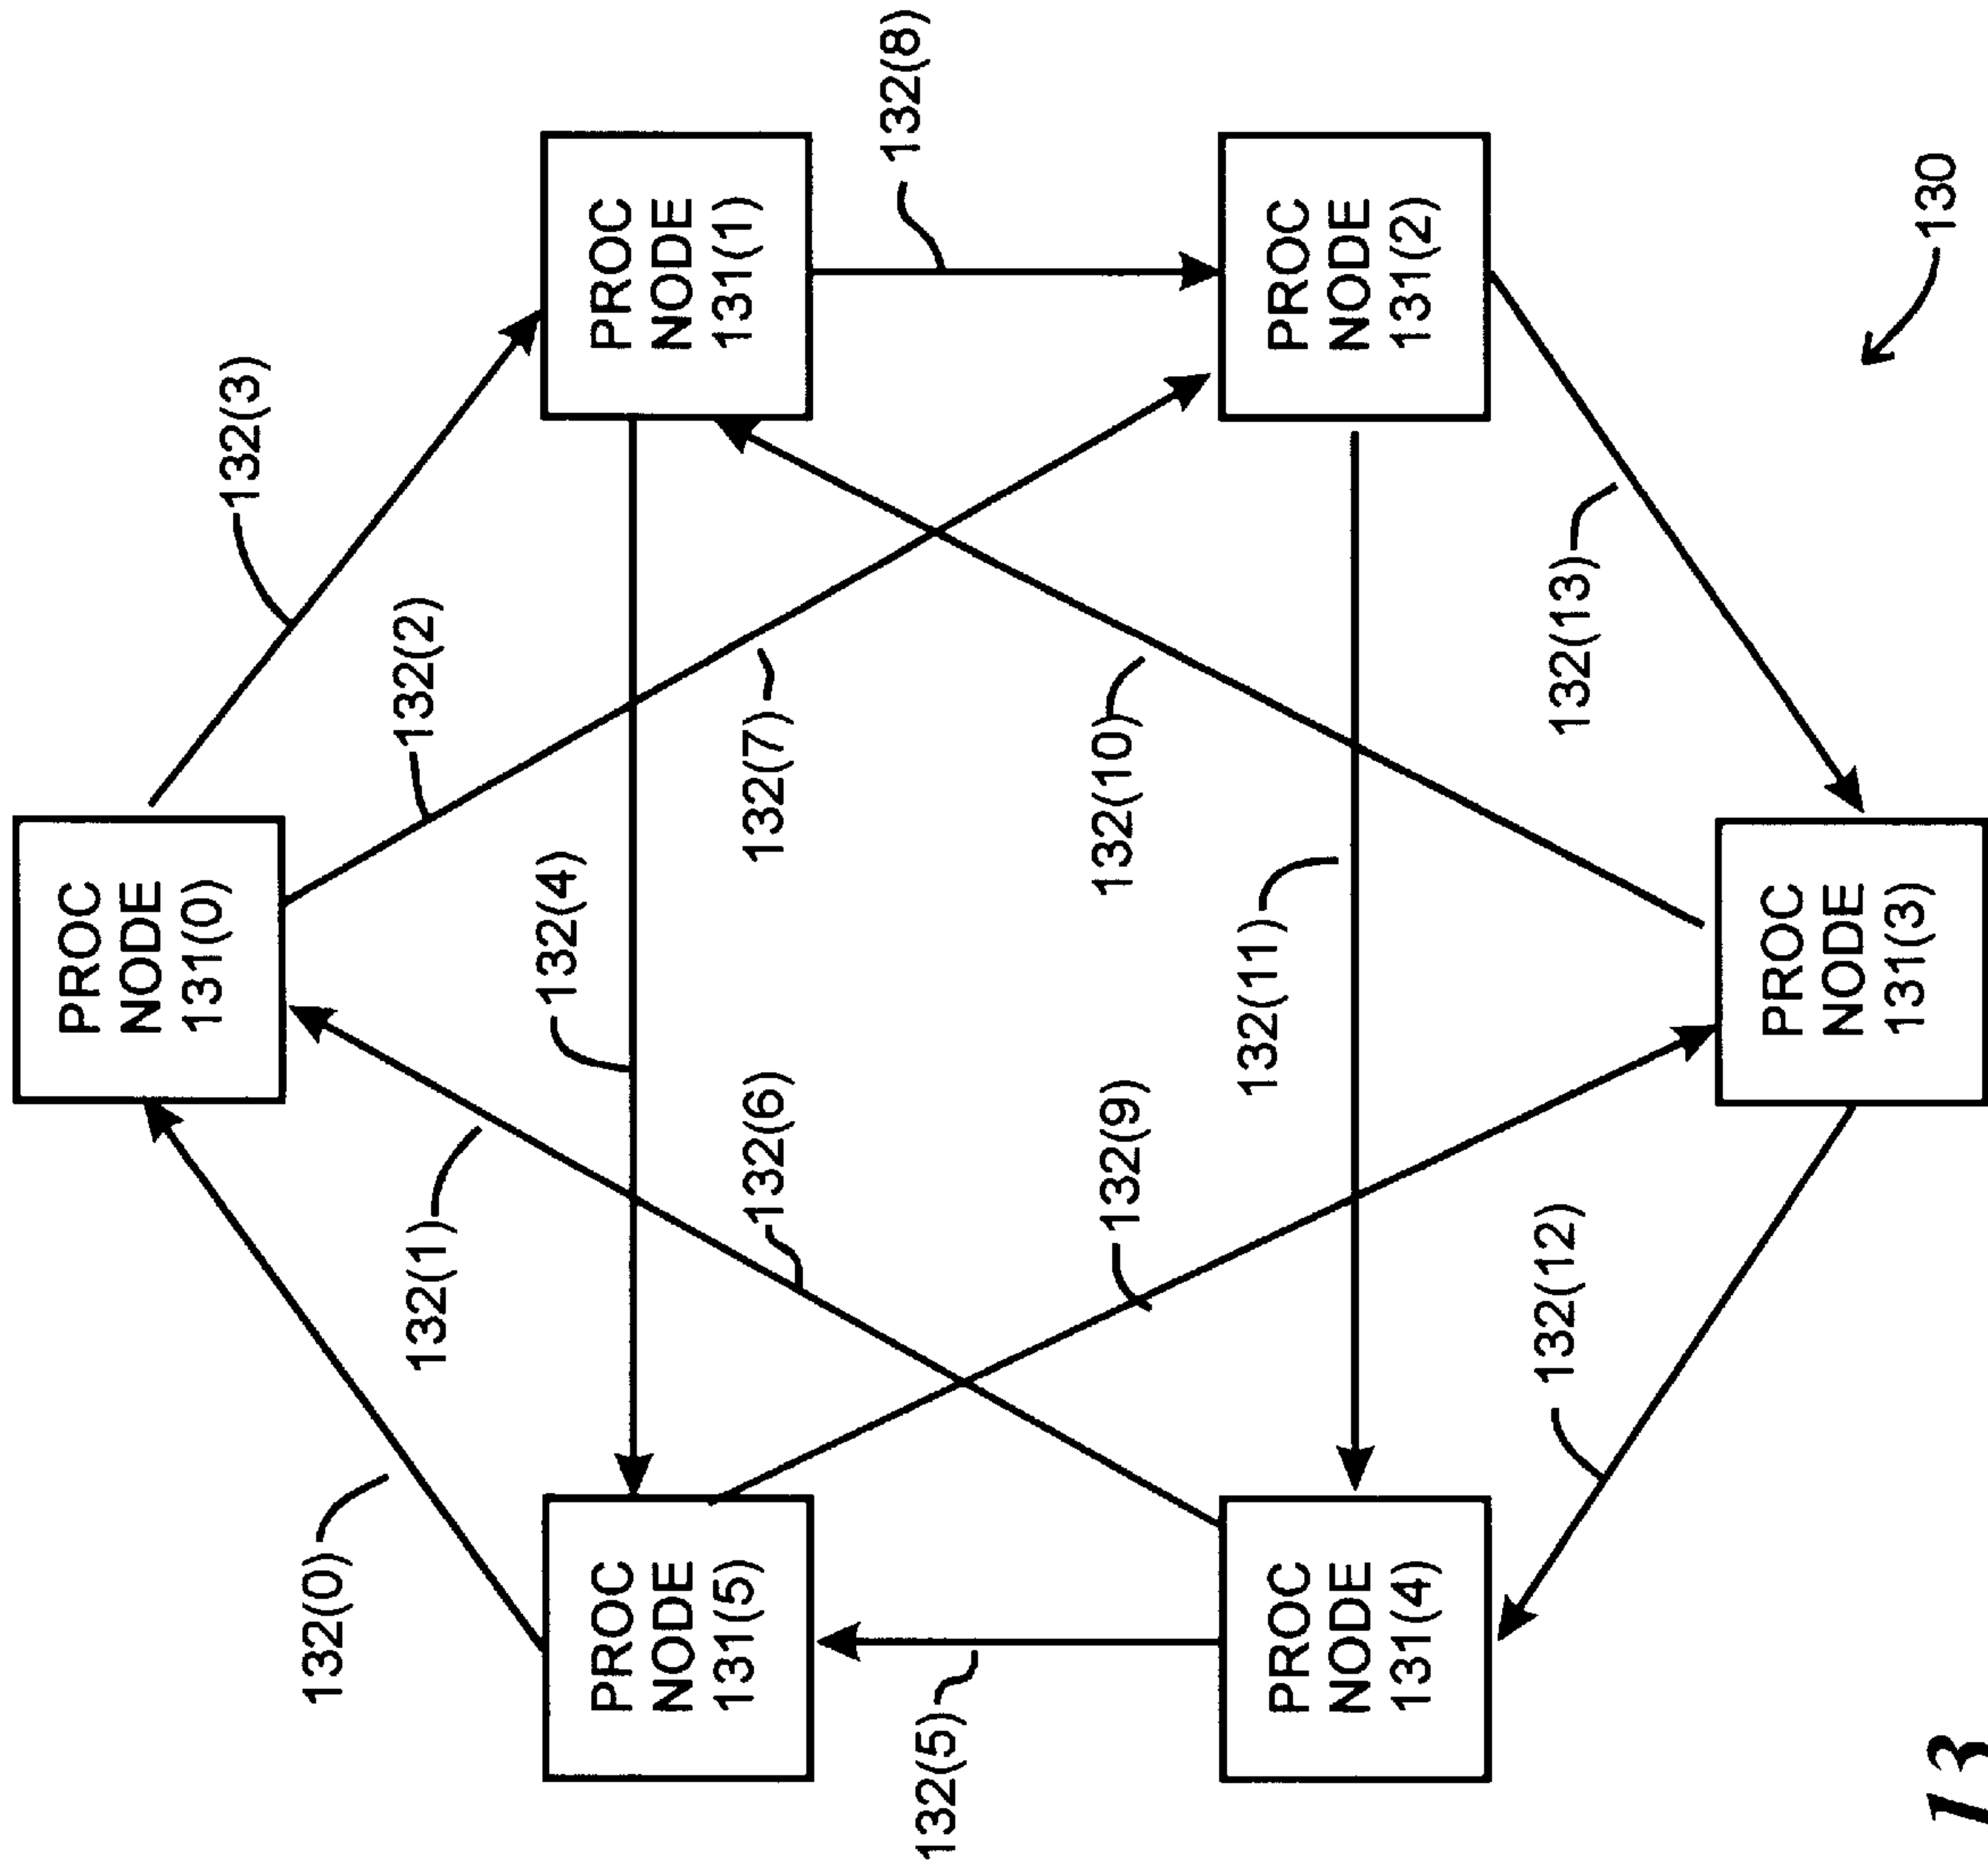 132(0)
132(1)
132(2)
132(3)
PROC
NODE
131(0)
PROC
NODE
131(5)
132(4)
PROC
NODE
131(1)
132(6)
132(7)
132(5)
132(8)
132(9)
132(10)
PROC
NODE
131(4)
132(11)
PROC
NODE
131(2)
132(12)
132(13)
PROC
NODE
131(3)
130
13